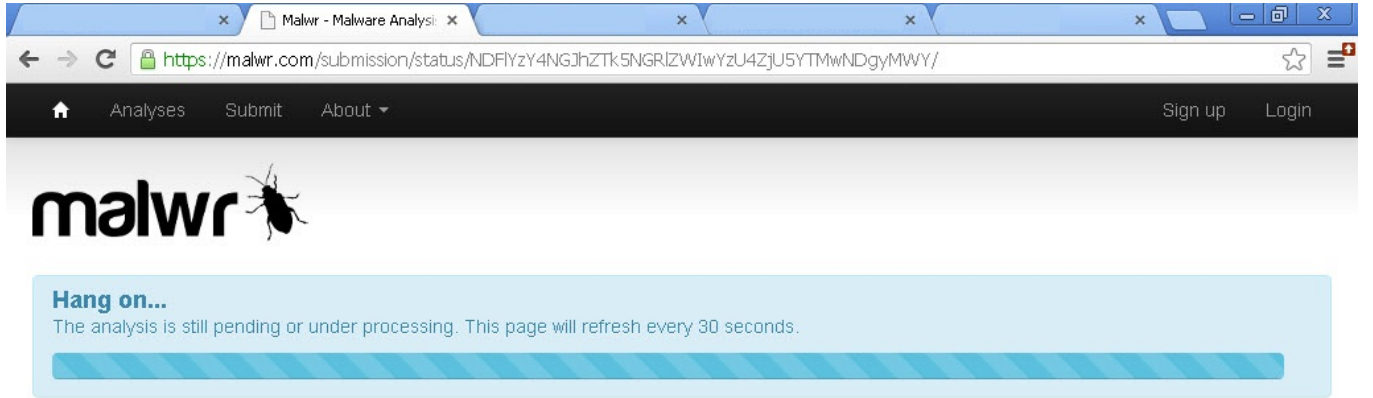 Malwr - Malware Analysi
https://malwr.com/submission/status/NDFlYzY4NGJhZTk5NGRlZWIwYzU4ZjU5YTMwNDgyMWY/
Analyses Submit About Sign up Login
malwr
Hang on...
The analysis is still pending or under processing. This page will refresh every 30 seconds.